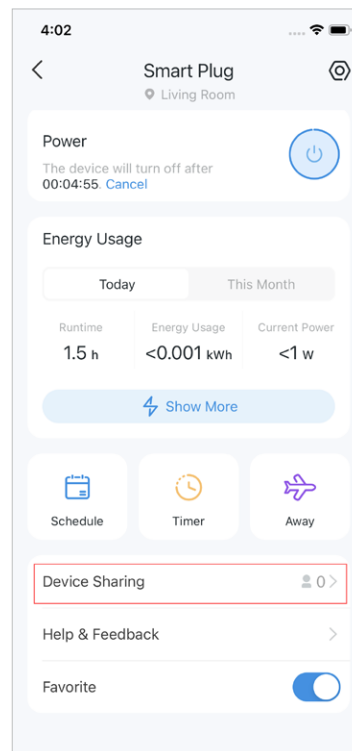 4:02
Smart Plug
Living Room
Power
The device will turn off after
00:04:55. Cancel
Energy Usage
Today This Month
Runtime Energy Usage Current Power
1.5 h <0.001 kWh <1 w
Show More
Schedule Timer Away
Device Sharing 0
Help & Feedback
Favorite